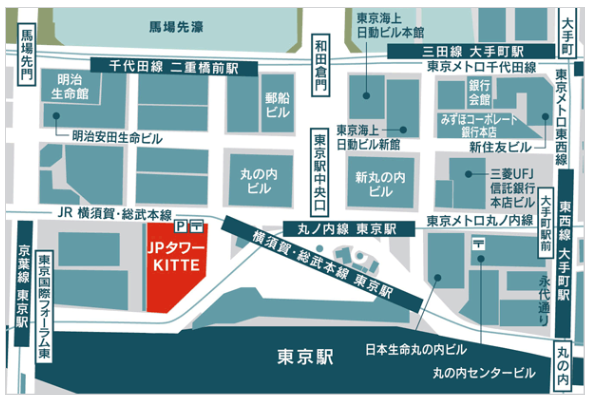 馬場先濠
馬場先門
和田倉門
大手町
東京海上
日動ビル本館
三田線 大手町駅
千代田線 二重橋前駅
東京メトロ千代田線
明治
生命館
郵船
ビル
銀行
会館
東京メトロ東西線
みずほコーポレート
銀行本店
明治安田生命ビル
東京海上
日動ビル新館
新住友ビル
東京駅中央口
丸の内
ビル
新丸の内
ビル
三菱UFJ
信託銀行
本店ビル
JR 横須賀・総武本線
P
丸ノ内線 東京駅
東京メトロ丸ノ内線
大手町駅前
東西線 大手町駅
JPタワー
KITTE
横須賀・総武本線 東京駅
京葉線 東京駅
東京国際フォーラム東
永代通り
東京駅
日本生命丸の内ビル
丸の内センタービル
丸の内